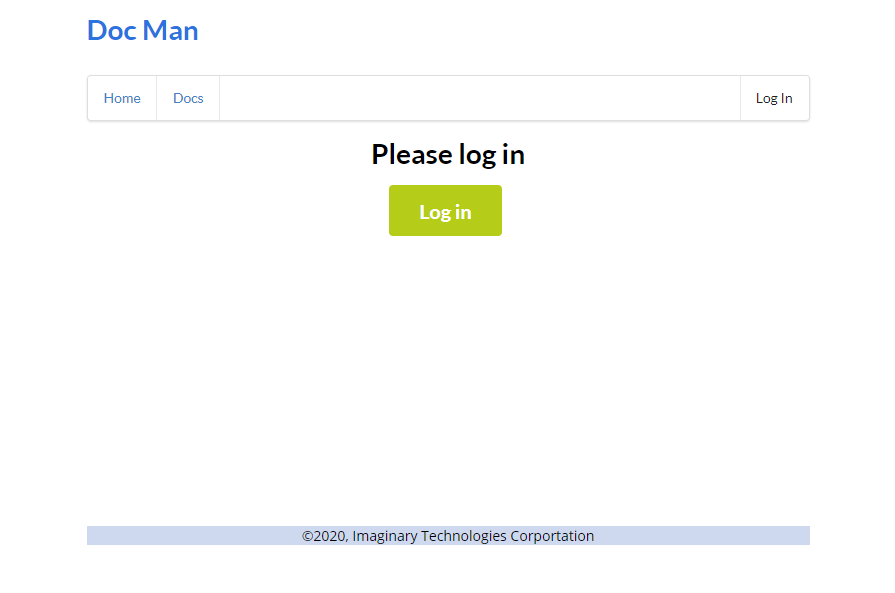 Doc Man
Home Docs Log In
Please log in
Log in
©2020, Imaginary Technologies Corportation